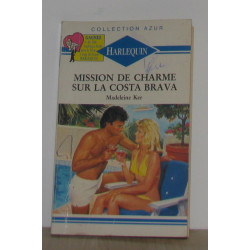 COLLECTION AZUR
HARLEQUIN
MISSION DE CHARME
SUR LA COSTA BRAVA
Madeleine Ker